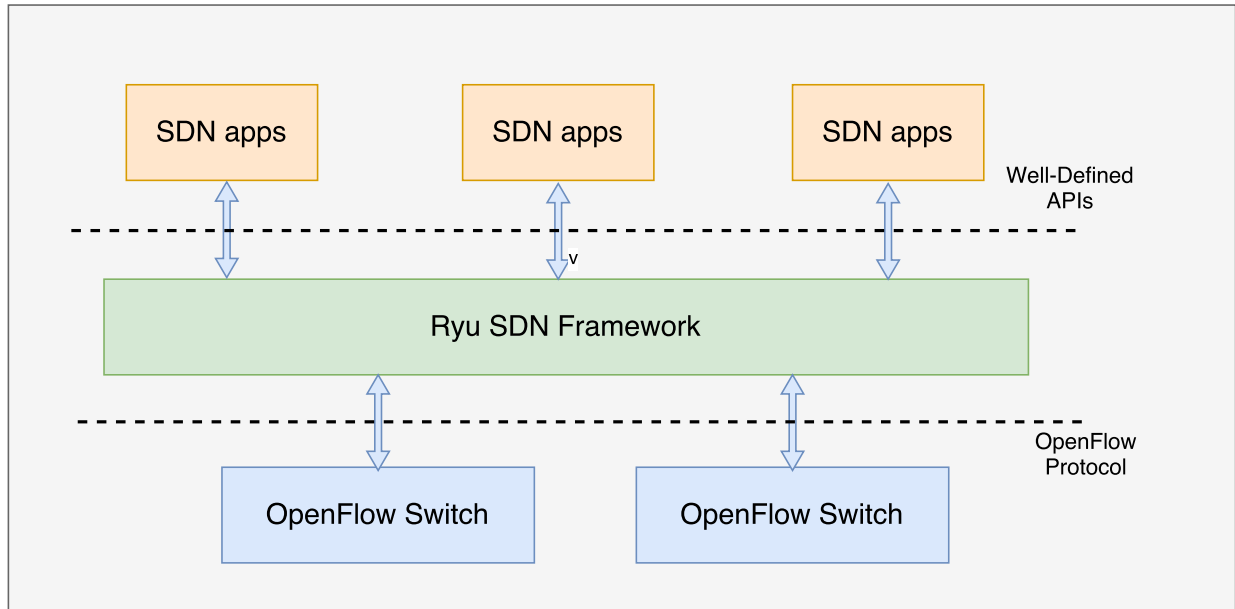 SDN apps
SDN apps
SDN apps
Well-Defined
APIs
v
Ryu SDN Framework
OpenFlow
Protocol
OpenFlow Switch
OpenFlow Switch